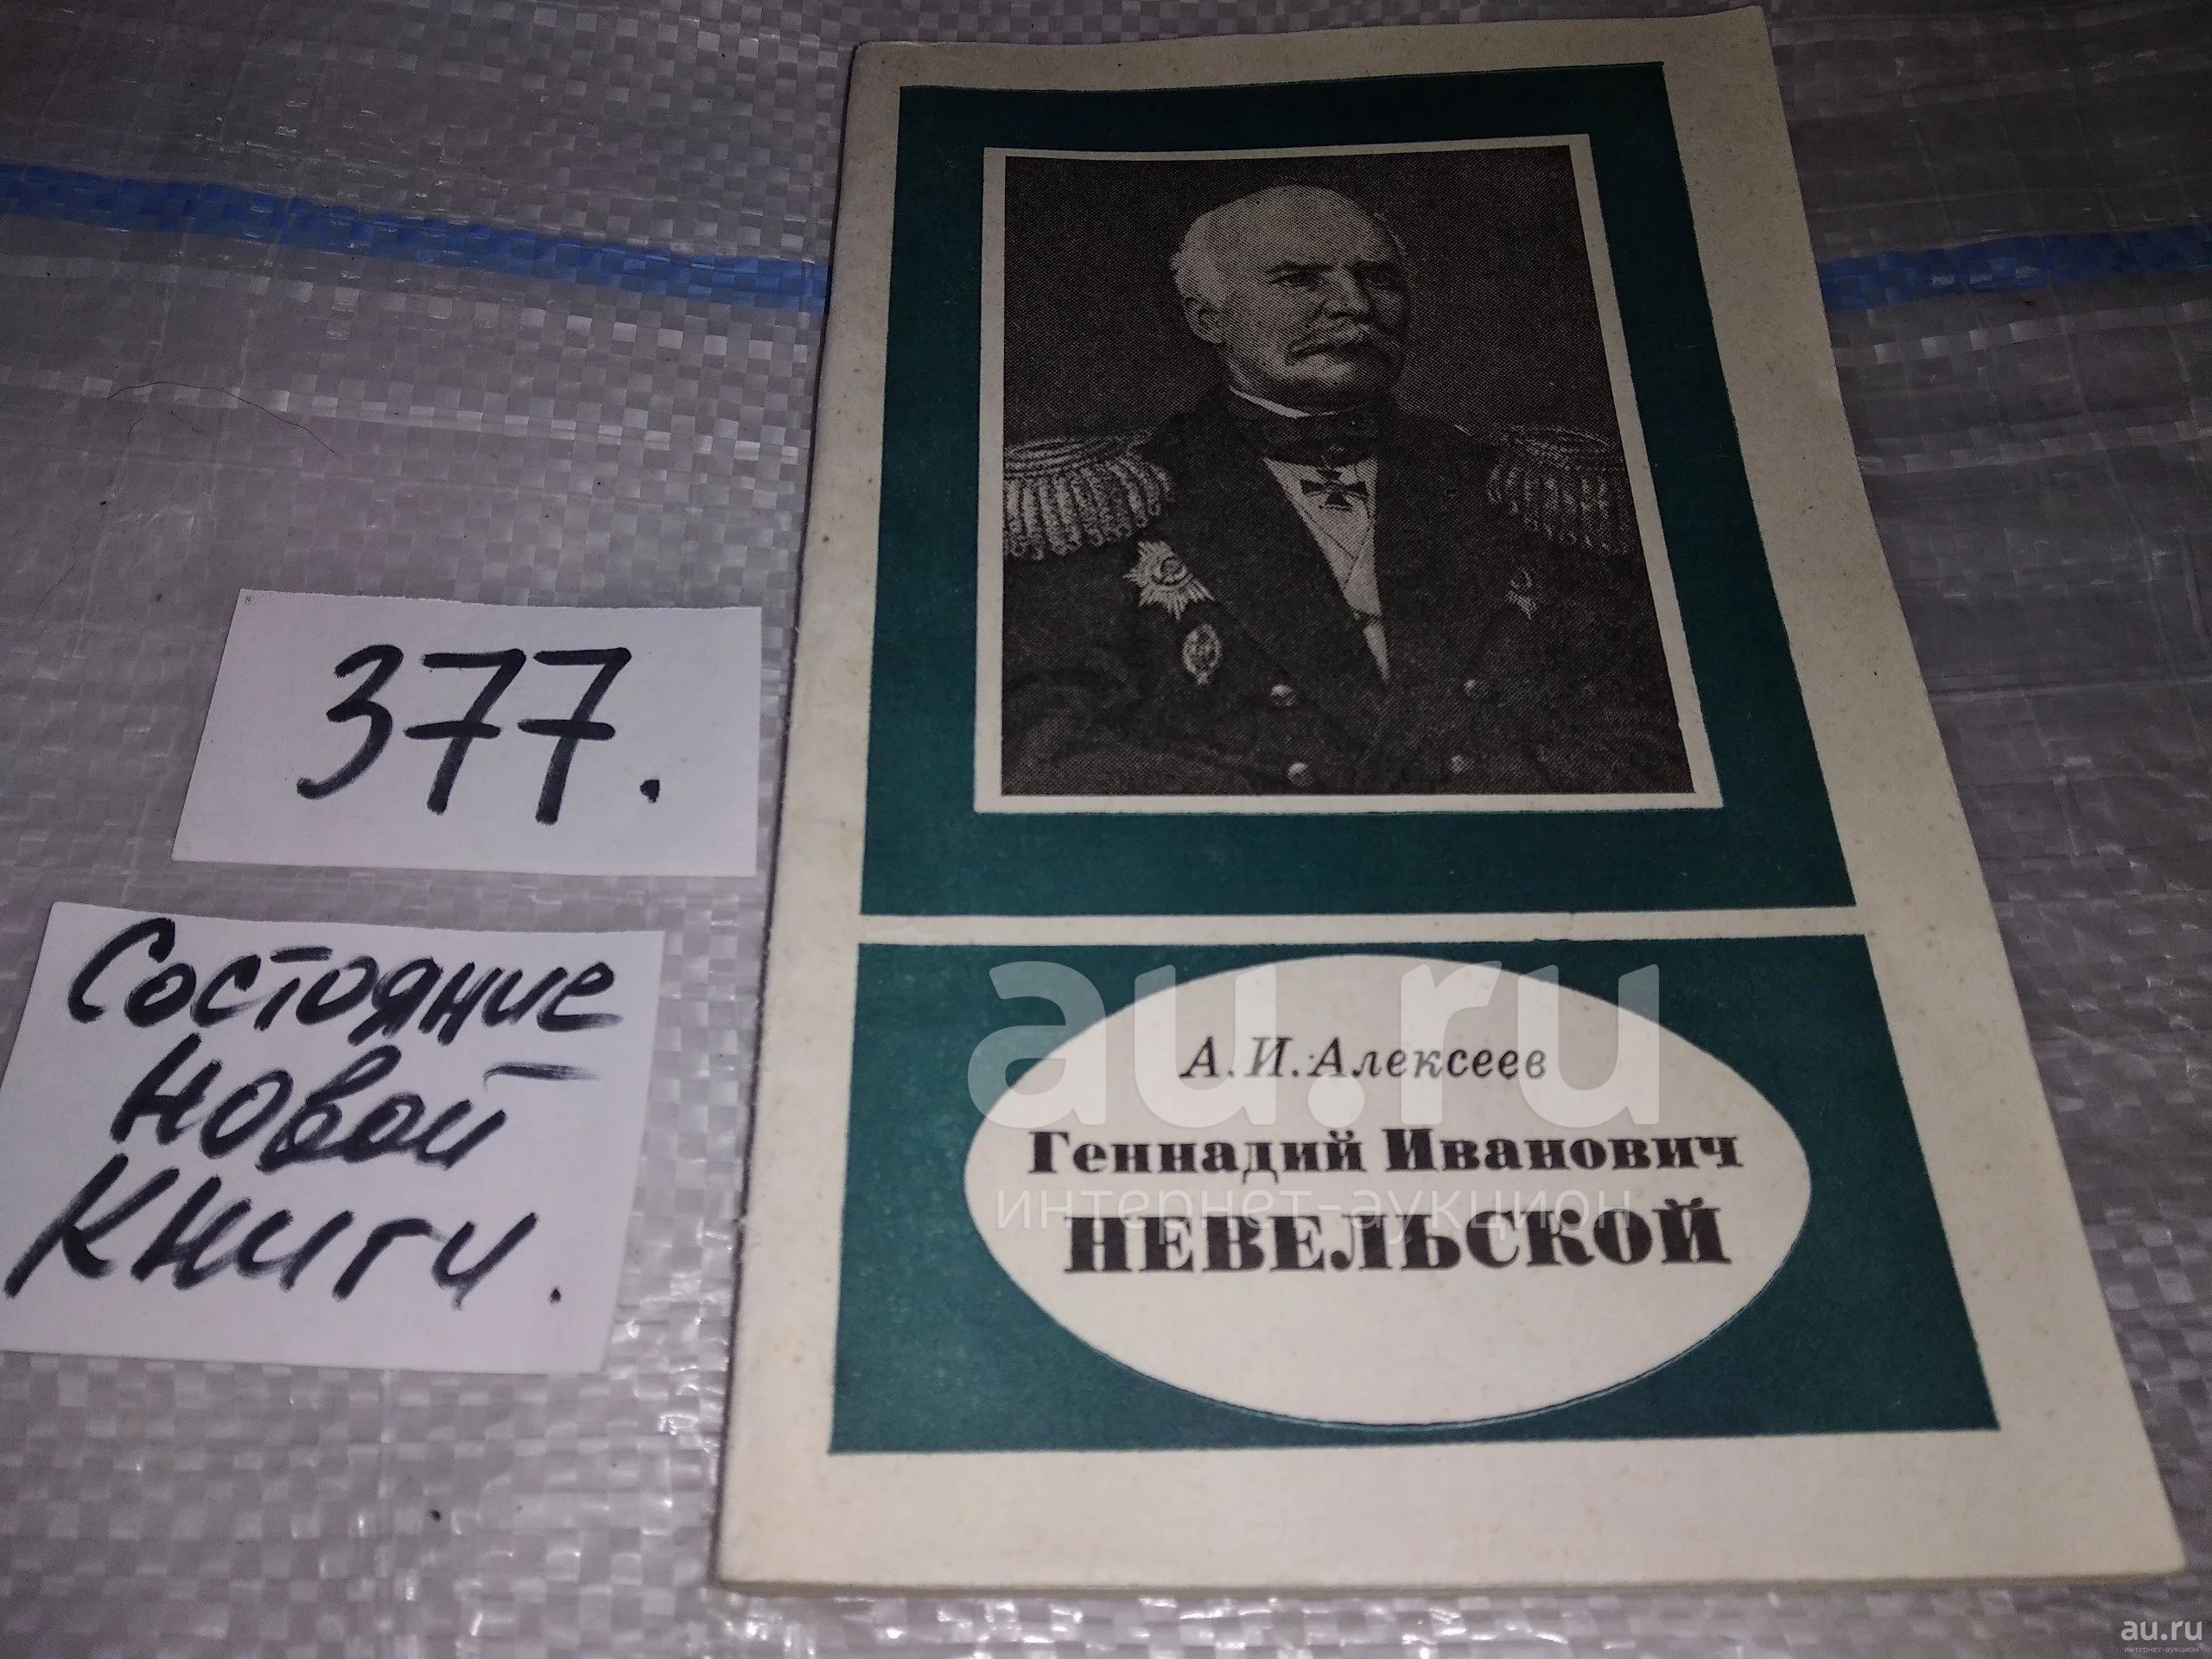 377.
Состояние
новой
Книги.
А. И. Алексеев
Геннадий Иванович
НЕВЕЛЬСКОЙ
au.ru
интернет-аукцион
au.ru
интернет-аукцион